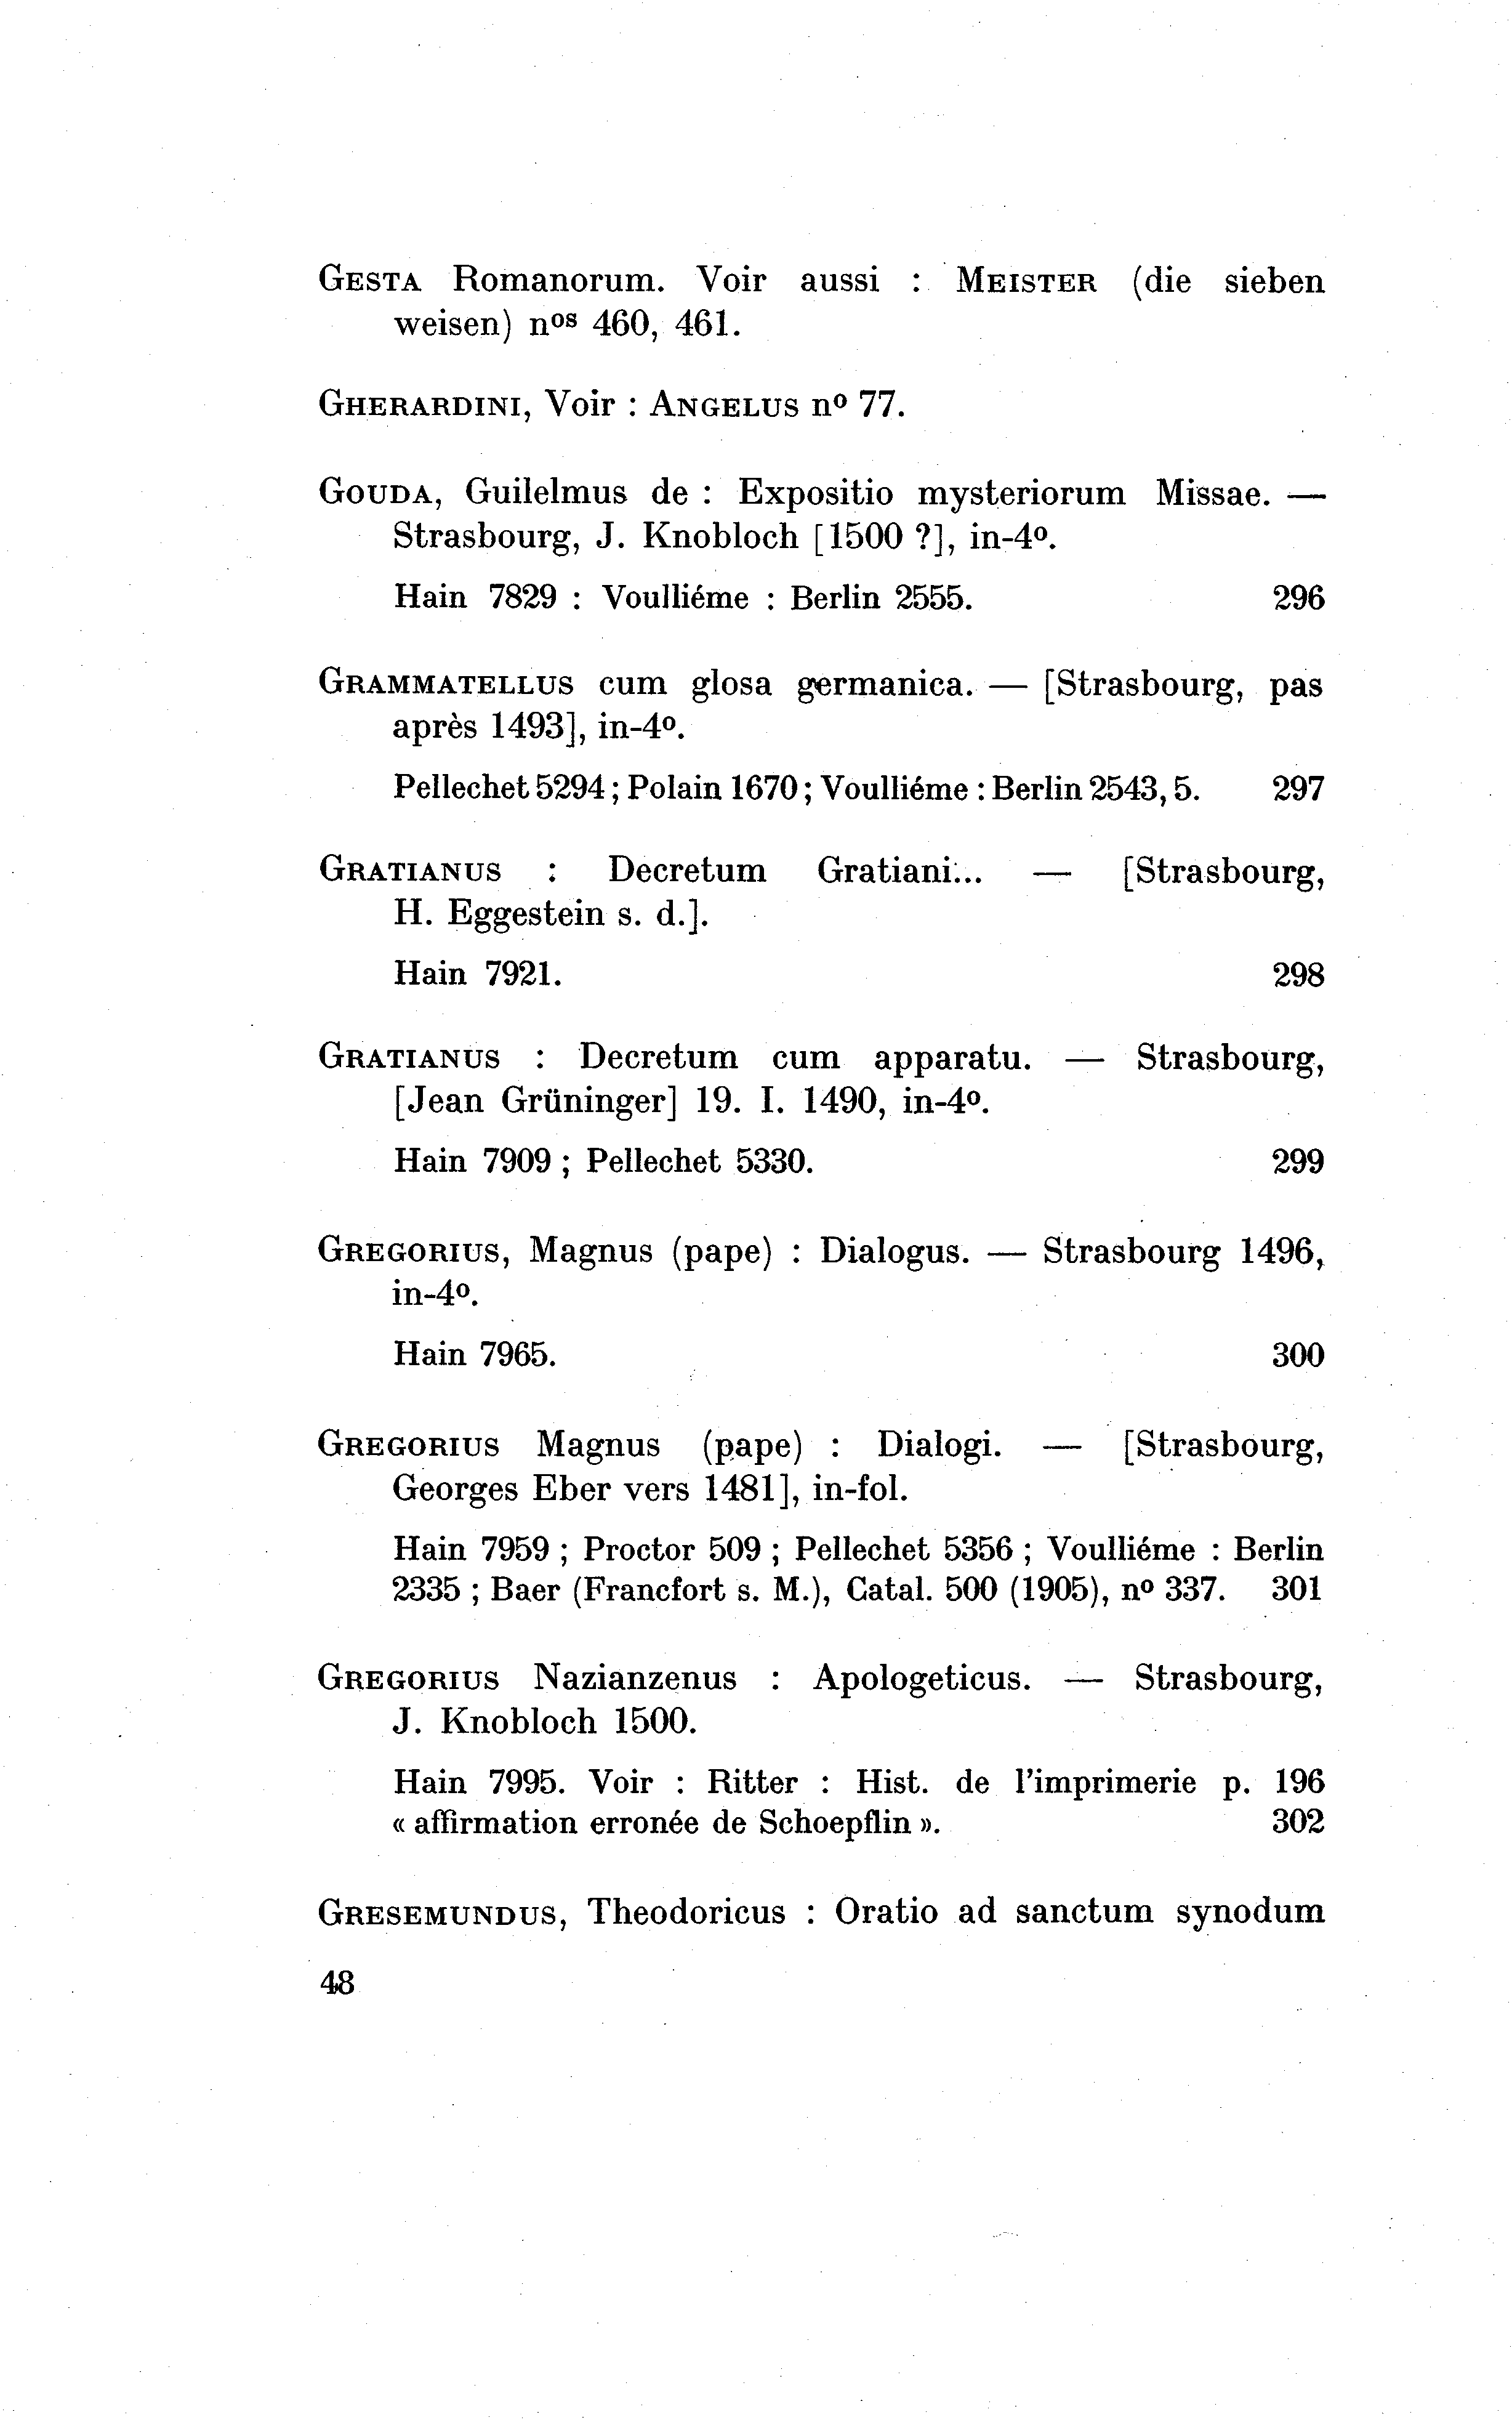 GESTA Romanorum. Voir aussi : MEISTER (die sieben
weisen) nos 460, 461.
GHERARDINI, Voir : ANGELUS no 77.
GOUDA, Guilelmus de : Expositio mysteriorum Missae. —
Strasbourg, J. Knobloch [1500 ?], in-4o.
Hain 7829 : Voulliéme : Berlin 2555. 296
GRAMMATELLUS cum glosa germanica. — [Strasbourg, pas
après 1493], in-4o.
Pellechet 5294 ; Polain 1670 ; Voulliéme : Berlin 2543, 5. 297
GRATIANUS : Decretum Gratiani... — [Strasbourg,
H. Eggestein s. d.].
Hain 7921. 298
GRATIANUS : Decretum cum apparatu. — Strasbourg,
[Jean Grüninger] 19. I. 1490, in-4o.
Hain 7909 ; Pellechet 5330. 299
GREGORIUS, Magnus (pape) : Dialogus. — Strasbourg 1496,
in-4o.
Hain 7965. 300
GREGORIUS Magnus (pape) : Dialogi. — [Strasbourg,
Georges Eber vers 1481], in-fol.
Hain 7959 ; Proctor 509 ; Pellechet 5356 ; Voulliéme : Berlin
2335 ; Baer (Francfort s. M.), Catal. 500 (1905), no 337. 301
GREGORIUS Nazianzenus : Apologeticus. — Strasbourg,
J. Knobloch 1500.
Hain 7995. Voir : Ritter : Hist. de l'imprimerie p. 196
« affirmation erronée de Schoepflin ». 302
GRESEMUNDUS, Theodoricus : Oratio ad sanctum synodum
48